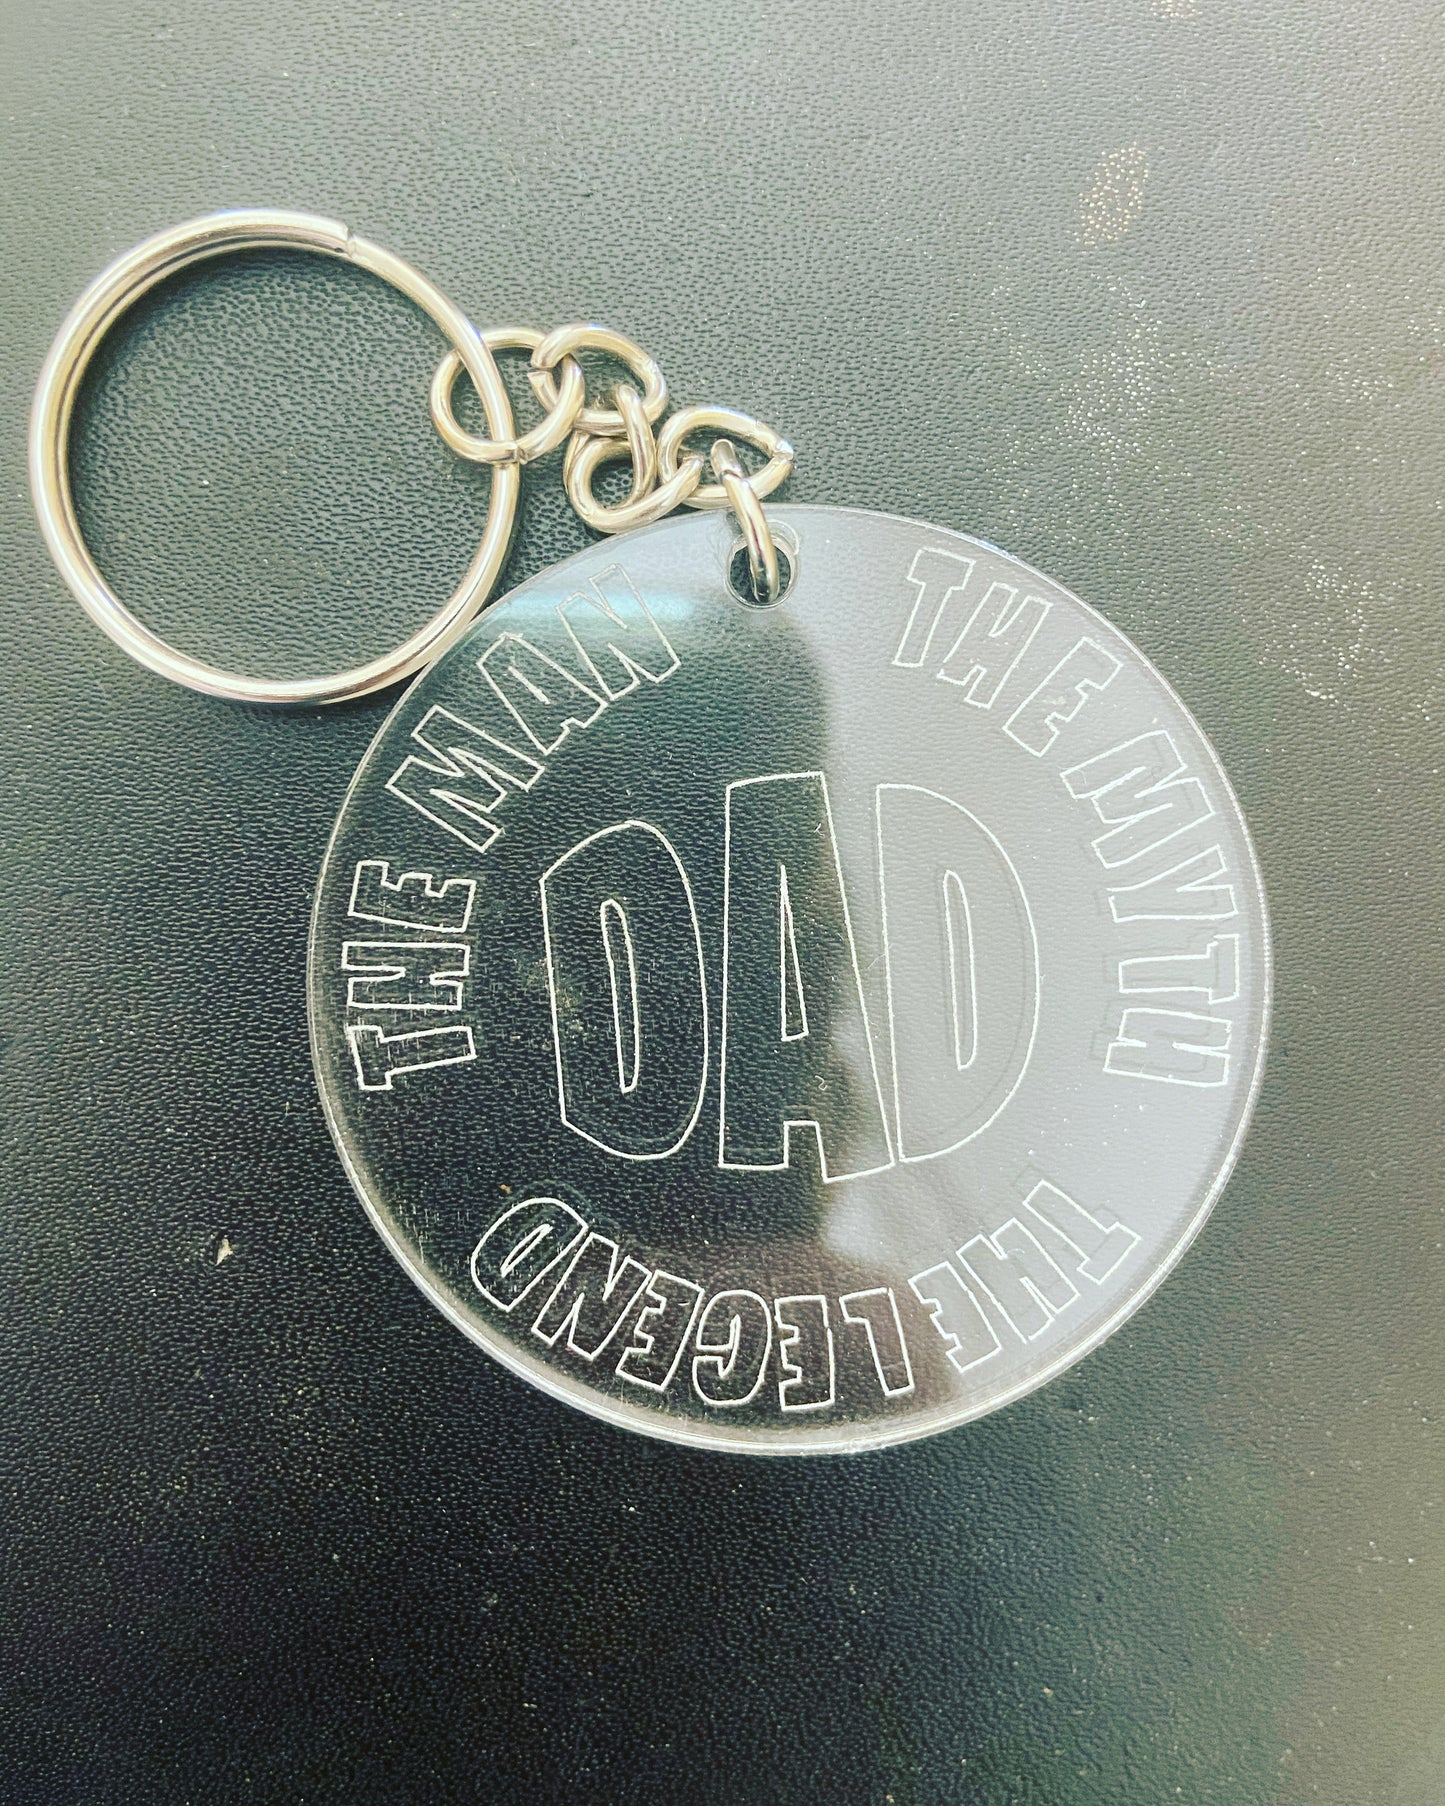 THE MAN
THE MYTH
DAD
THE LEGEND